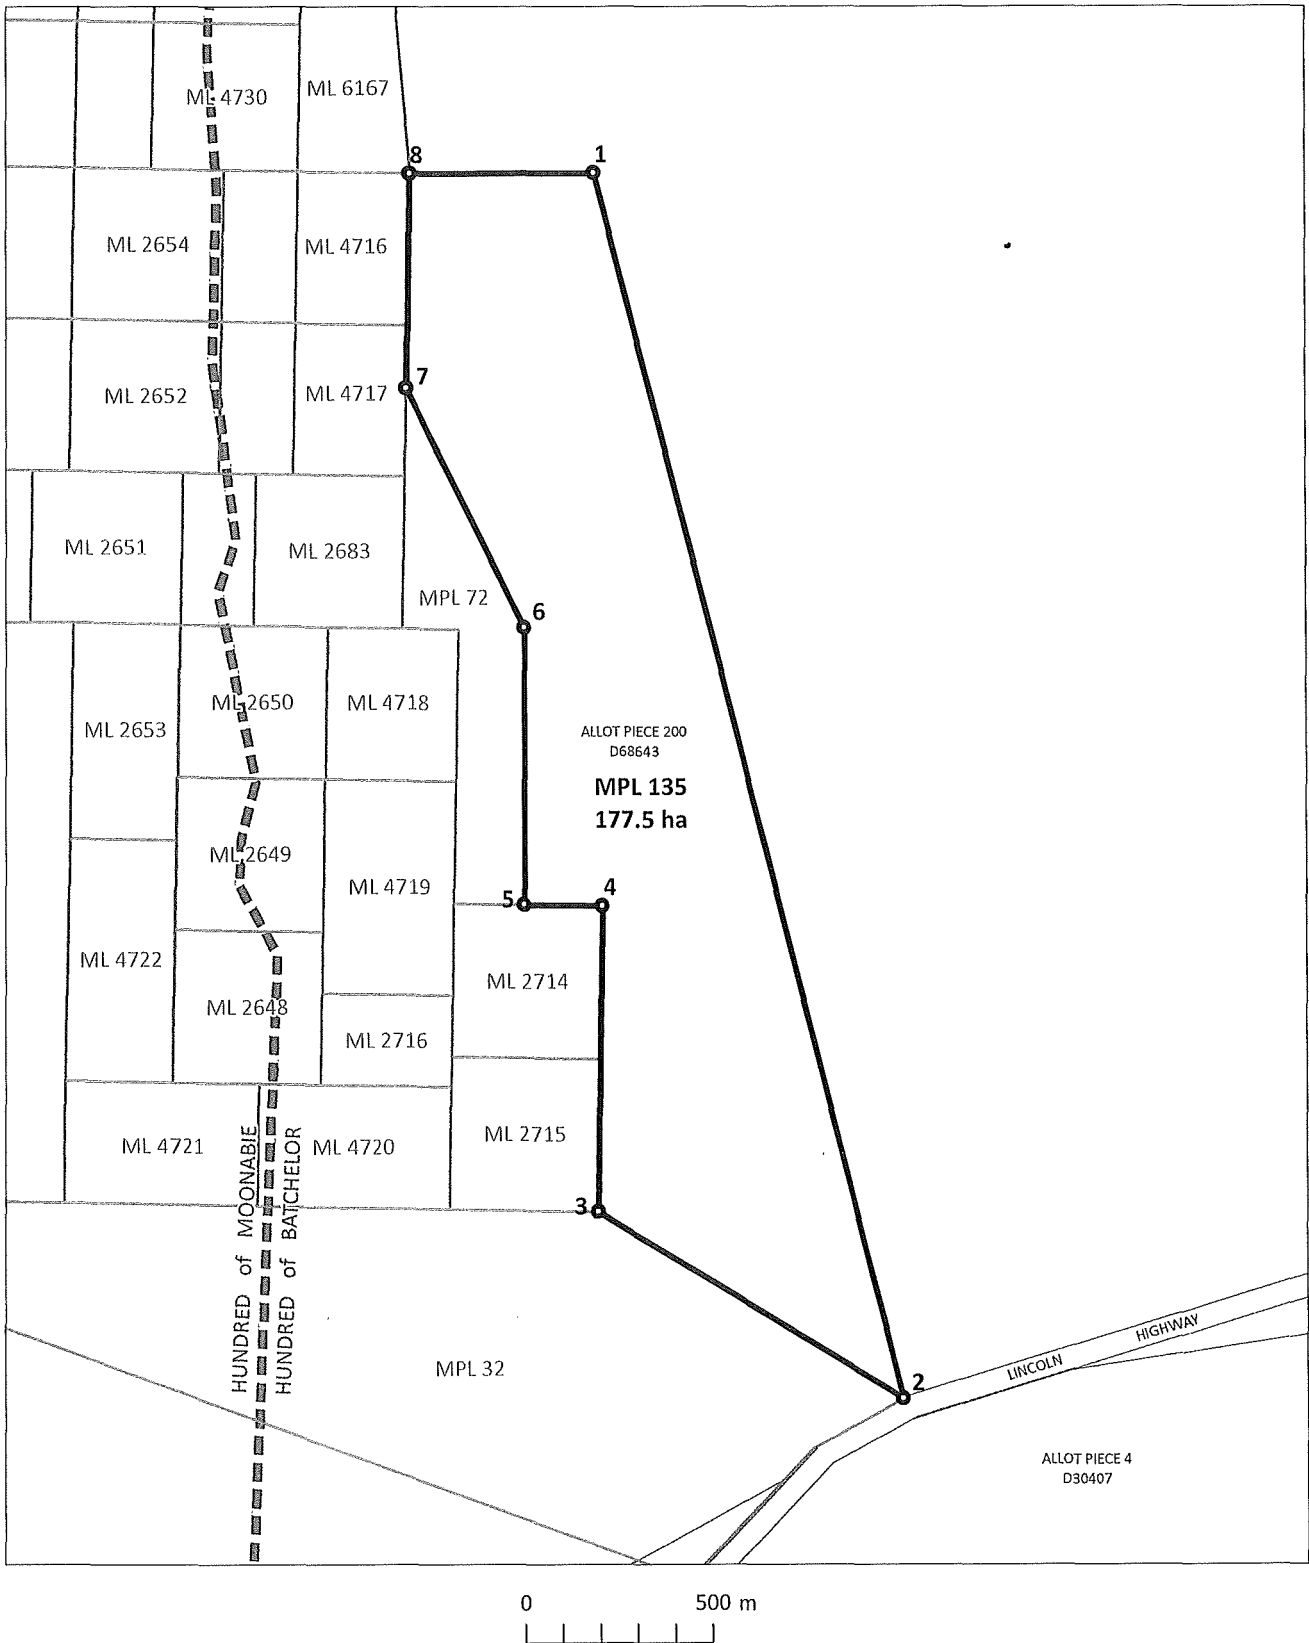 ML 4730
ML 6167
8
1
ML 2654
ML 4716
7
ML 2652
ML 4717
ML 2651
ML 2683
MPL 72
6
ML 2650
ML 4718
ML 2653
ALLOT PIECE 200
D68643
MPL 135
177.5 ha
ML 2649
ML 4719
5
4
ML 4722
ML 2714
ML 2648
ML 2716
ML 4721
ML 4720
ML 2715
3
HUNDRED of MOONABIE
HUNDRED of BATCHELOR
MPL 32
LINCOLN HIGHWAY
2
ALLOT PIECE 4
D30407
0 500 m